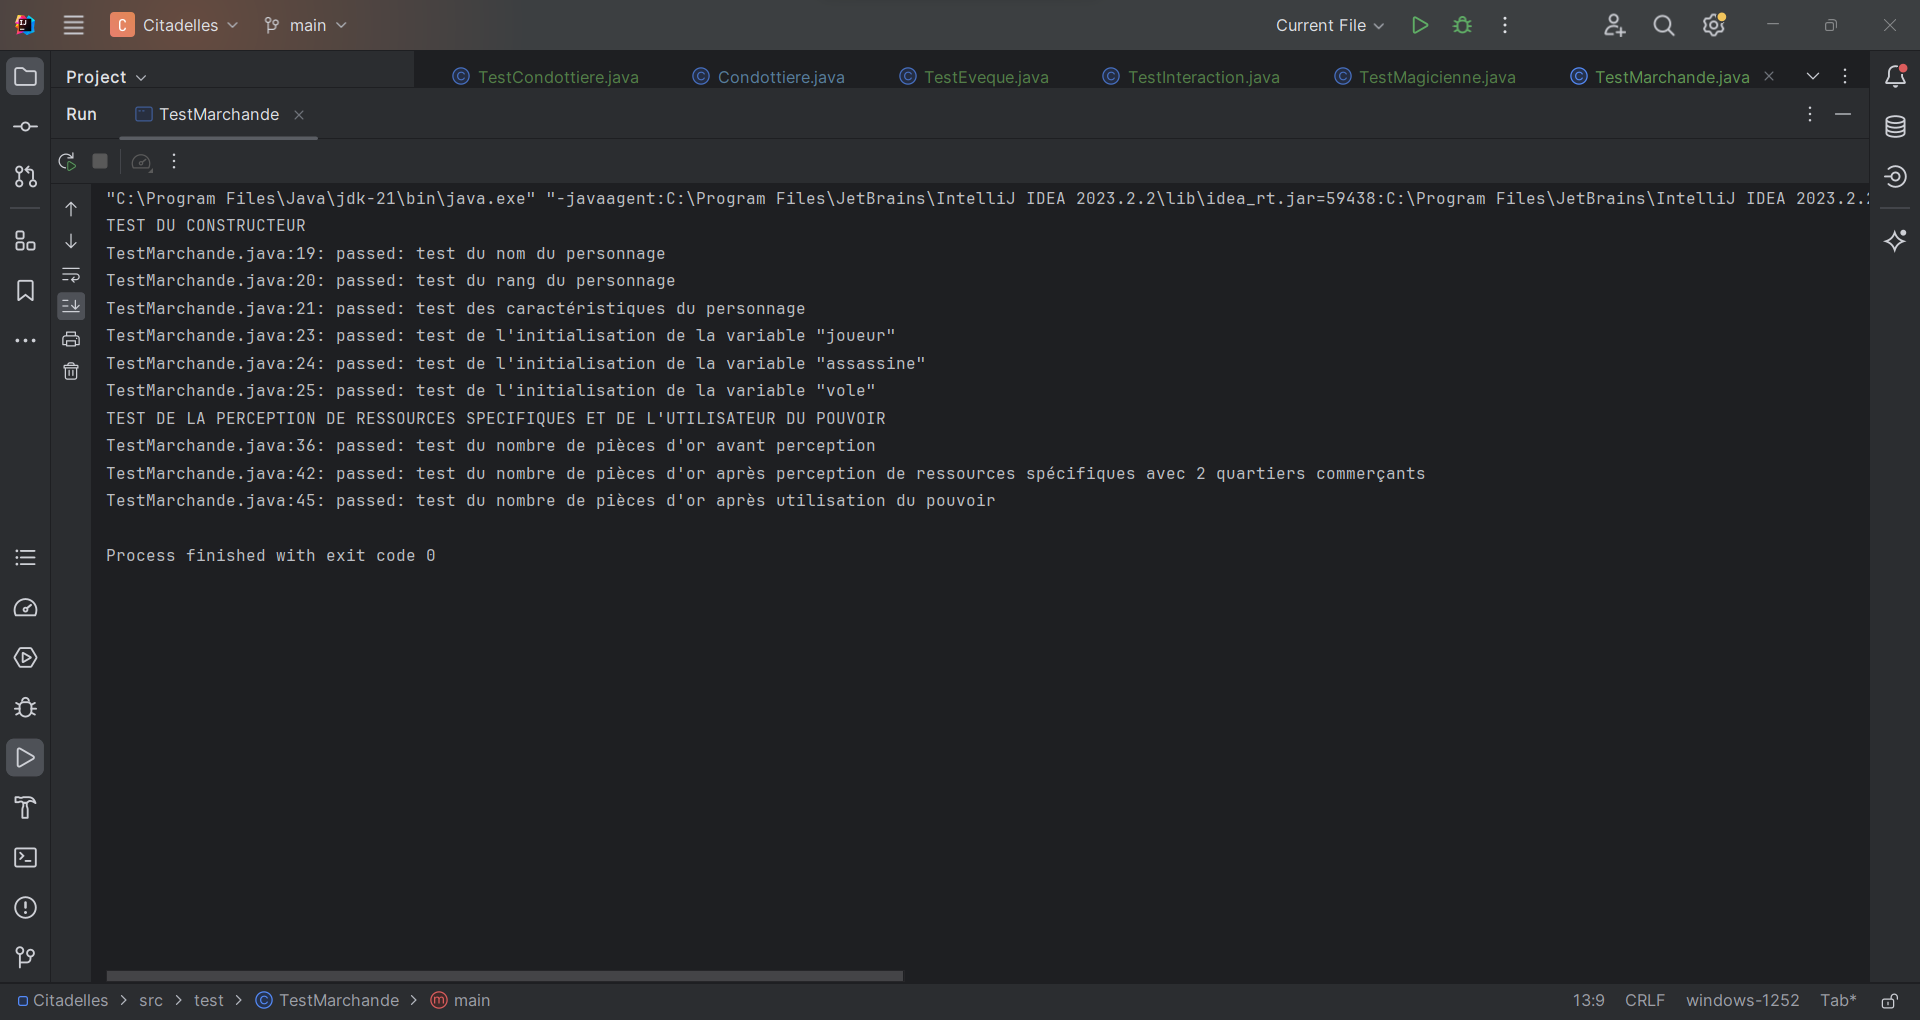 C Citadelles main Current File
Project TestCondottiere.java Condottiere.java TestEveque.java TestInteraction.java TestMagicienne.java TestMarchande.java
Run TestMarchande
"C:\Program Files\Java\jdk-21\bin\java.exe" "-javaagent:C:\Program Files\JetBrains\IntelliJ IDEA 2023.2.2\lib\idea_rt.jar=59438:C:\Program Files\JetBrains\IntelliJ IDEA 2023.2.
TEST DU CONSTRUCTEUR
TestMarchande.java:19: passed: test du nom du personnage
TestMarchande.java:20: passed: test du rang du personnage
TestMarchande.java:21: passed: test des caractéristiques du personnage
TestMarchande.java:23: passed: test de l'initialisation de la variable "joueur"
TestMarchande.java:24: passed: test de l'initialisation de la variable "assassine"
TestMarchande.java:25: passed: test de l'initialisation de la variable "vole"
TEST DE LA PERCEPTION DE RESSOURCES SPECIFIQUES ET DE L'UTILISATEUR DU POUVOIR
TestMarchande.java:36: passed: test du nombre de pièces d'or avant perception
TestMarchande.java:42: passed: test du nombre de pièces d'or après perception de ressources spécifiques avec 2 quartiers commerçants
TestMarchande.java:45: passed: test du nombre de pièces d'or après utilisation du pouvoir
Process finished with exit code 0
Citadelles > src > test > TestMarchande > main 13:9 CRLF windows-1252 Tab*